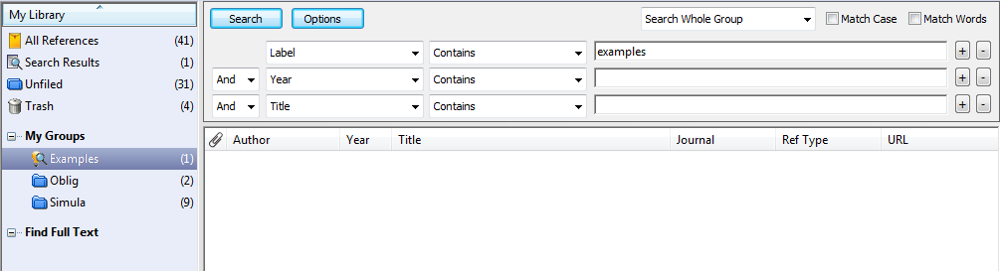 My Library
All References (41)
Search Results (1)
Unfiled (31)
Trash (4)
My Groups
Examples (1)
Oblig (2)
Simula (9)
Find Full Text
Search Options Search Whole Group Match Case Match Words
Label Contains examples + -
And Year Contains + -
And Title Contains + -
Author Year Title Journal Ref Type URL